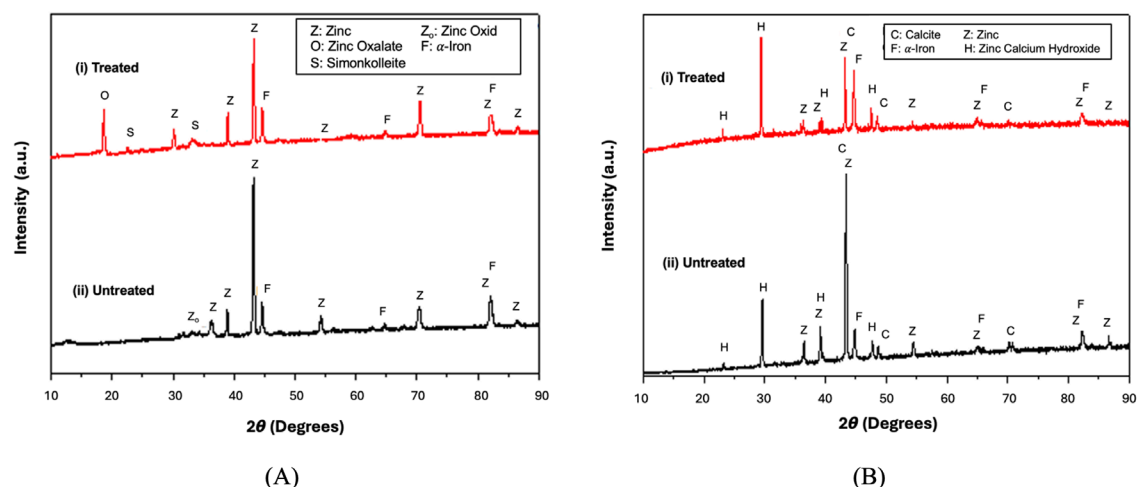 Z: Zinc Zₒ: Zinc Oxid
O: Zinc Oxalate F: α-Iron
S: Simonkolleite
(i) Treated
O
S
Z
S
Z
Z
F
Z
F
Z
F
Z
Z
(ii) Untreated
Zₒ
Z
Z
Z
F
Z
F
Z
F
Z
Z
Intensity (a.u.)
10 20 30 40 50 60 70 80 90
2θ (Degrees)
(A)
C: Calcite Z: Zinc
F: α-Iron H: Zinc Calcium Hydroxide
(i) Treated
H
H
Z
Z
H
C
Z
F
H
C
Z
F
Z
C
F
Z
Z
(ii) Untreated
H
H
Z
H
Z
C
Z
F
H
C
Z
F
Z
C
F
Z
Z
Intensity (a.u.)
10 20 30 40 50 60 70 80 90
2θ (Degrees)
(B)